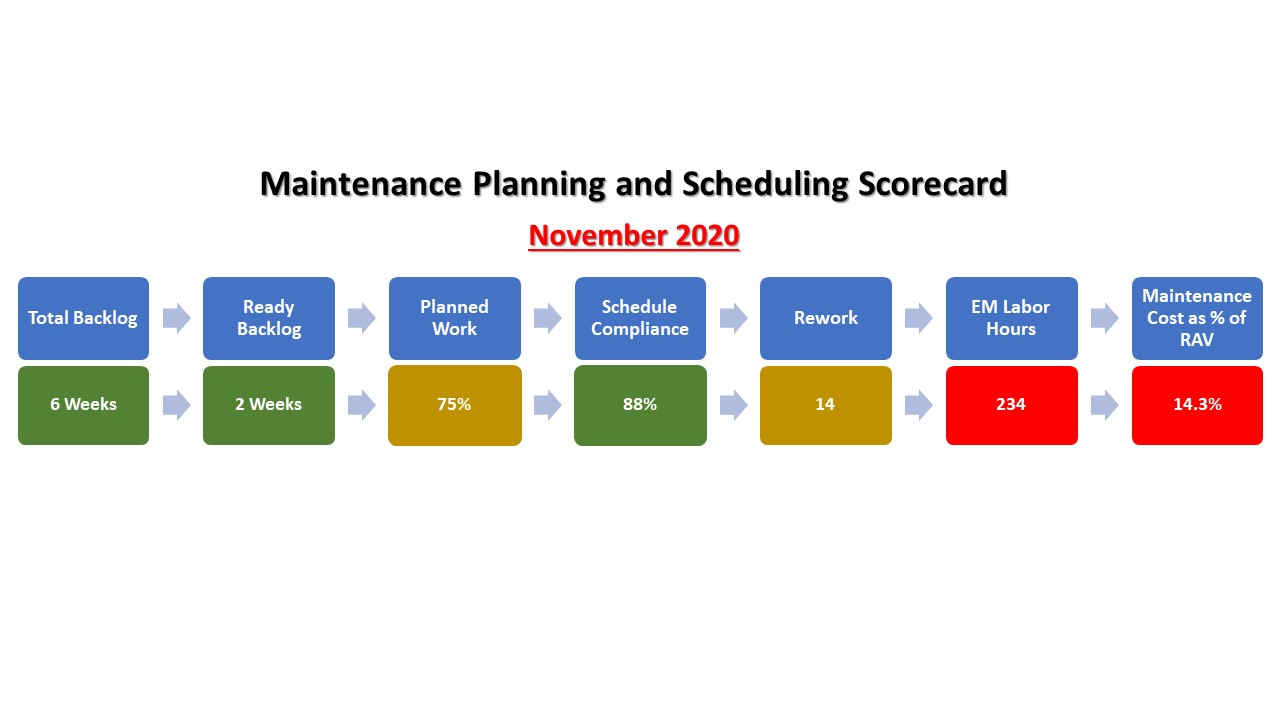 Maintenance Planning and Scheduling Scorecard
November 2020
Total Backlog
Ready
Backlog
Planned
Work
Schedule
Compliance
Rework
EM Labor
Hours
Maintenance
Cost as % of
RAV
6 Weeks
2 Weeks
75%
88%
14
234
14.3%